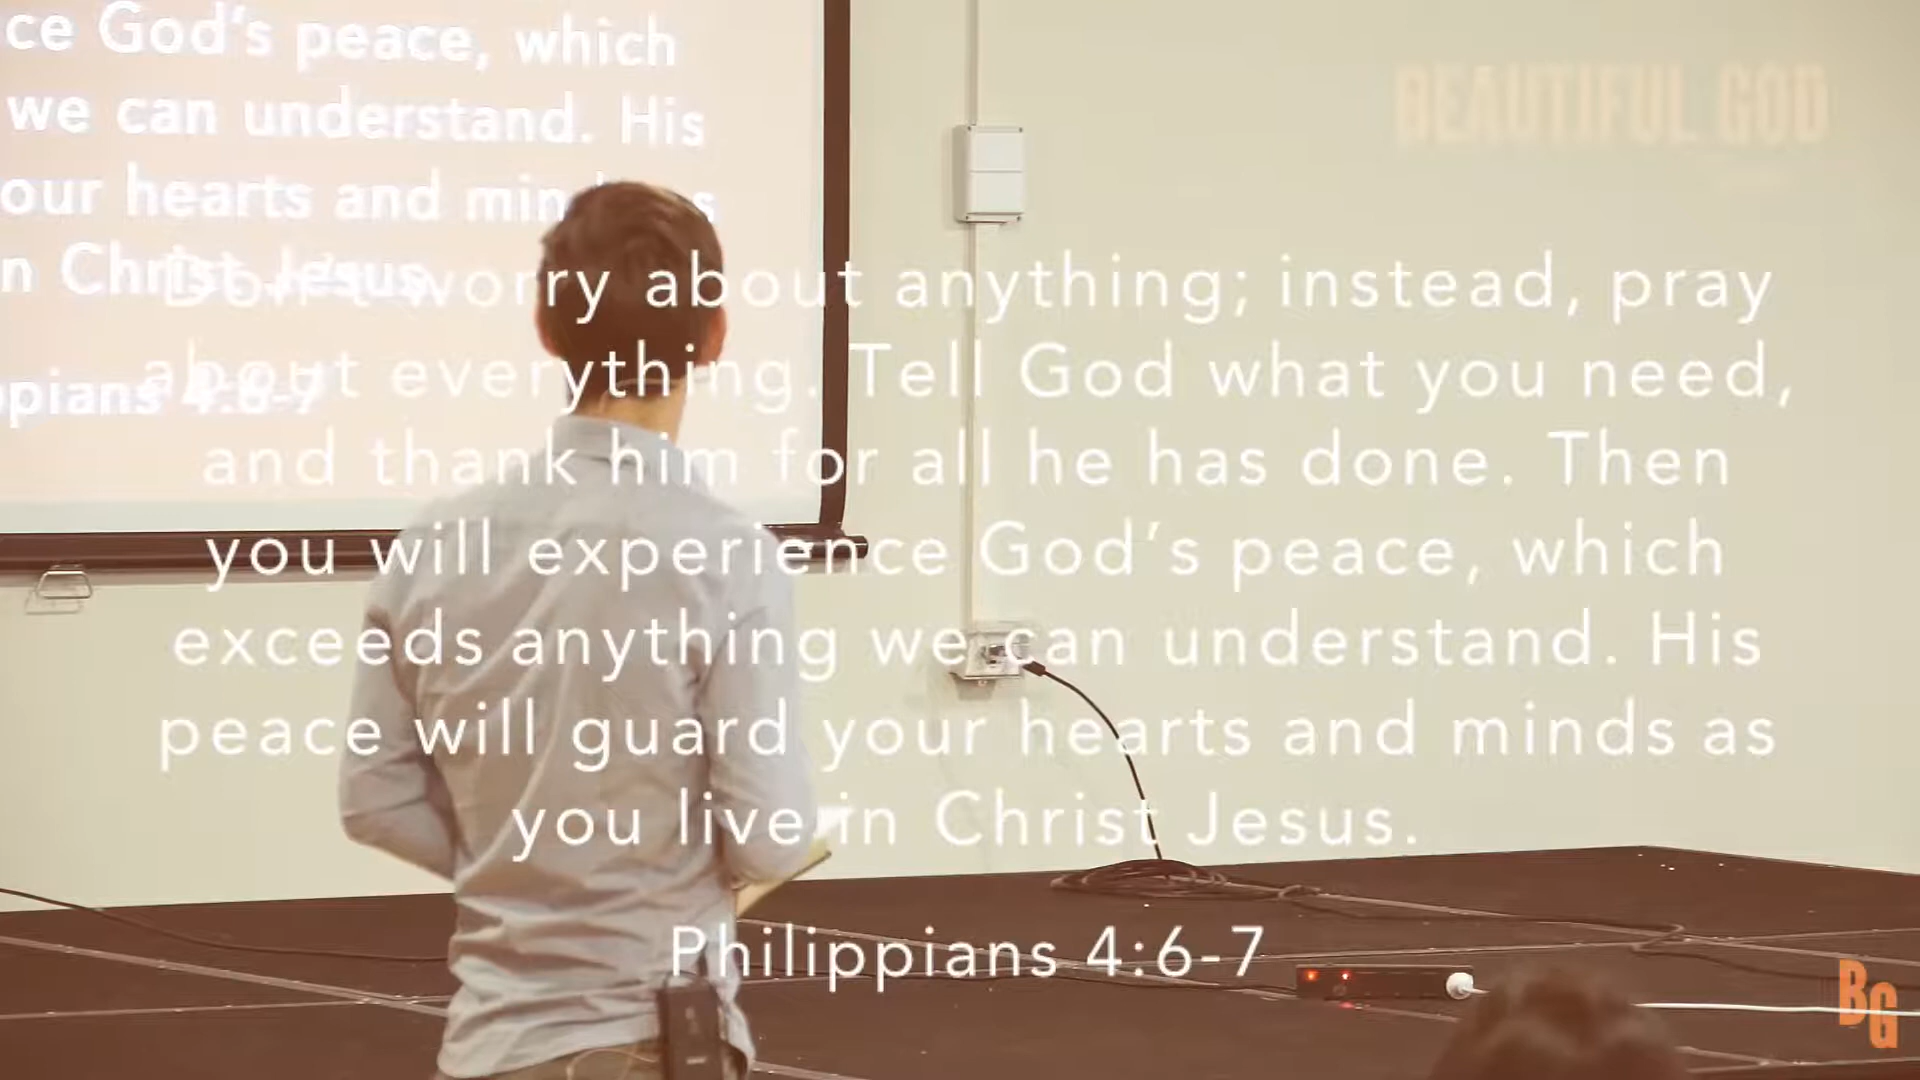 ce God's peace, which
we can understand. His
our hearts and min s
n Christ Jesus.
ppians 4:6-7
BEAUTIFUL GOD
Don't worry about anything; instead, pray
about everything. Tell God what you need,
and thank him for all he has done. Then
you will experience God's peace, which
exceeds anything we can understand. His
peace will guard your hearts and minds as
you live in Christ Jesus.
Philippians 4:6-7
BG